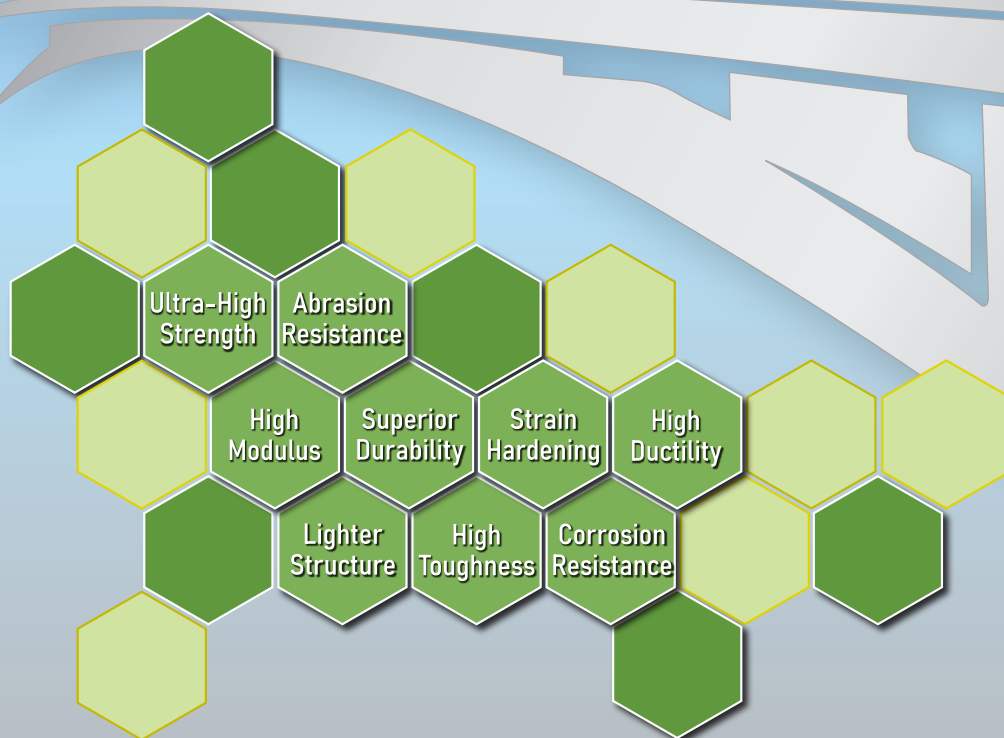 Ultra-High
Strength
Abrasion
Resistance
High
Modulus
Superior
Durability
Strain
Hardening
High
Ductility
Lighter
Structure
High
Toughness
Corrosion
Resistance